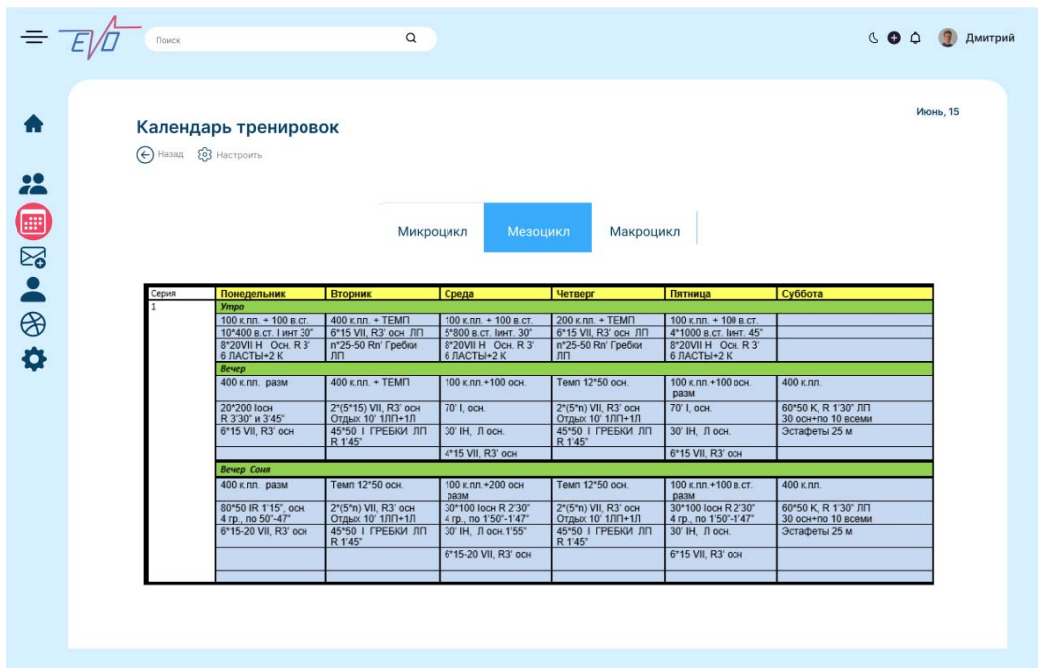 EVO
Поиск
Дмитрий
Июнь, 15
Календарь тренировок
Назад Настроить
Микроцикл Мезоцикл Макроцикл
Серия Понедельник Вторник Среда Четверг Пятница Суббота
1 Утро
100 к.пл. + 100 в.ст. 400 к.пл. + ТЕМП 100 к.пл. + 100 в.ст. 200 к.пл. + ТЕМП 100 к.пл. + 100 в.ст.
10*400 в.ст. I инт 30" 6*15 VII, R3' осн ЛП 5*800 в.ст. Iинт. 30" 6*15 VII, R3' осн ЛП 4*1000 в.ст. Iинт. 45"
8*20VII Н Осн. R 3' n*25-50 Rn' Гребки 8*20VII Н Осн. R 3' n*25-50 Rn' Гребки 8*20VII Н Осн. R 3'
6 ЛАСТЫ+2 К ЛП 6 ЛАСТЫ+2 К ЛП 6 ЛАСТЫ+2 К
Вечер
400 к.пл. разм 400 к.пл. + ТЕМП 100 к.пл.+100 осн. Темп 12*50 осн. 100 к.пл.+100 осн. 400 к.пл.
разм
20*200 Iосн 2*(5*15) VII, R3' осн 70' I, осн. 2*(5*n) VII, R3' осн 70' I, осн. 60*50 К, R 1'30" ЛП
R 3'30" и 3'45" Отдых 10' 1ЛП+1Л Отдых 10' 1ЛП+1Л 30 осн+по 10 всеми
6*15 VII, R3' осн 45*50 I ГРЕБКИ ЛП 30' IН, Л осн. 45*50 I ГРЕБКИ ЛП 30' IН, Л осн. Эстафеты 25 м
R 1'45" R 1'45"
4*15 VII, R3' осн 6*15 VII, R3' осн
Вечер Соня
400 к.пл. разм Темп 12*50 осн. 100 к.пл.+200 осн Темп 12*50 осн. 100 к.пл.+100 в.ст. 400 к.пл.
разм разм
80*50 IR 1'15", осн. 2*(5*n) VII, R3' осн 30*100 Iосн R 2'30" 2*(5*n) VII, R3' осн 30*100 Iосн R 2'30" 60*50 К, R 1'30" ЛП
4 гр., по 50"-47" Отдых 10' 1ЛП+1Л 4 гр., по 1'50"-1'47" Отдых 10' 1ЛП+1Л 4 гр., по 1'50"-1'47" 30 осн+по 10 всеми
6*15-20 VII, R3' осн 45*50 I ГРЕБКИ ЛП 30' IН, Л осн.1'55" 45*50 I ГРЕБКИ ЛП 30' IН, Л осн. Эстафеты 25 м
R 1'45" R 1'45"
6*15-20 VII, R3' осн 6*15 VII, R3' осн